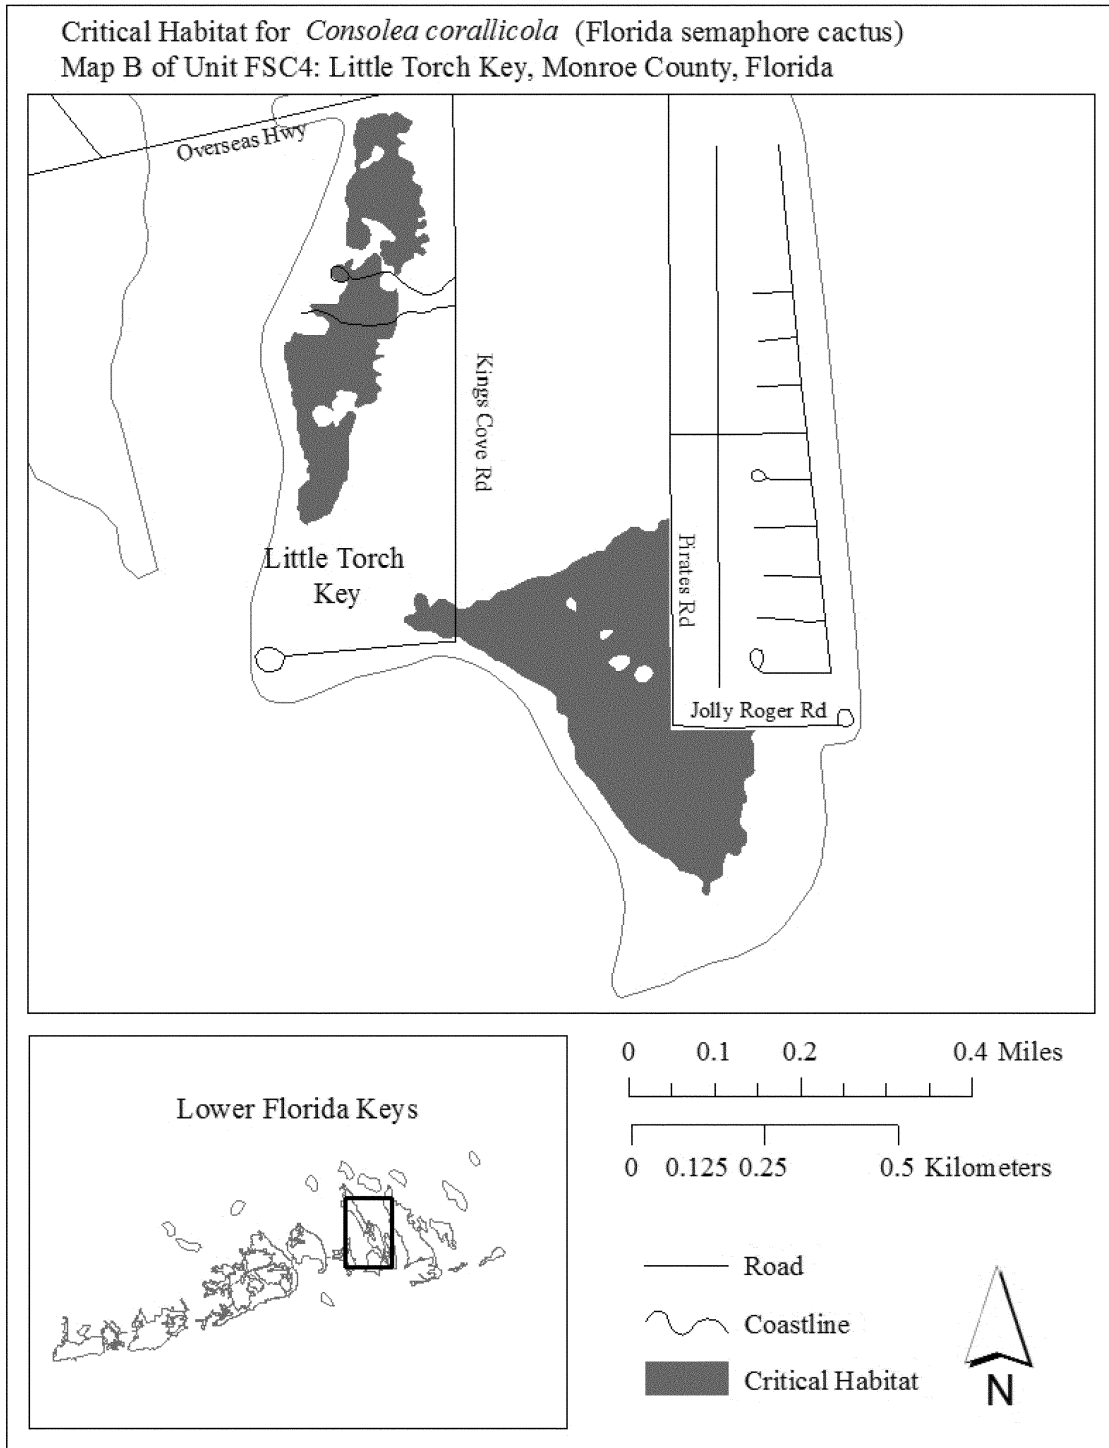 Critical Habitat for Consolea corallicola (Florida semaphore cactus)
Map B of Unit FSC4: Little Torch Key, Monroe County, Florida
Overseas Hwy
Kings Cove Rd
Little Torch
Key
Pirates Rd
Jolly Roger Rd
Lower Florida Keys
0 0.1 0.2 0.4 Miles
0 0.125 0.25 0.5 Kilometers
Road
Coastline
Critical Habitat
N